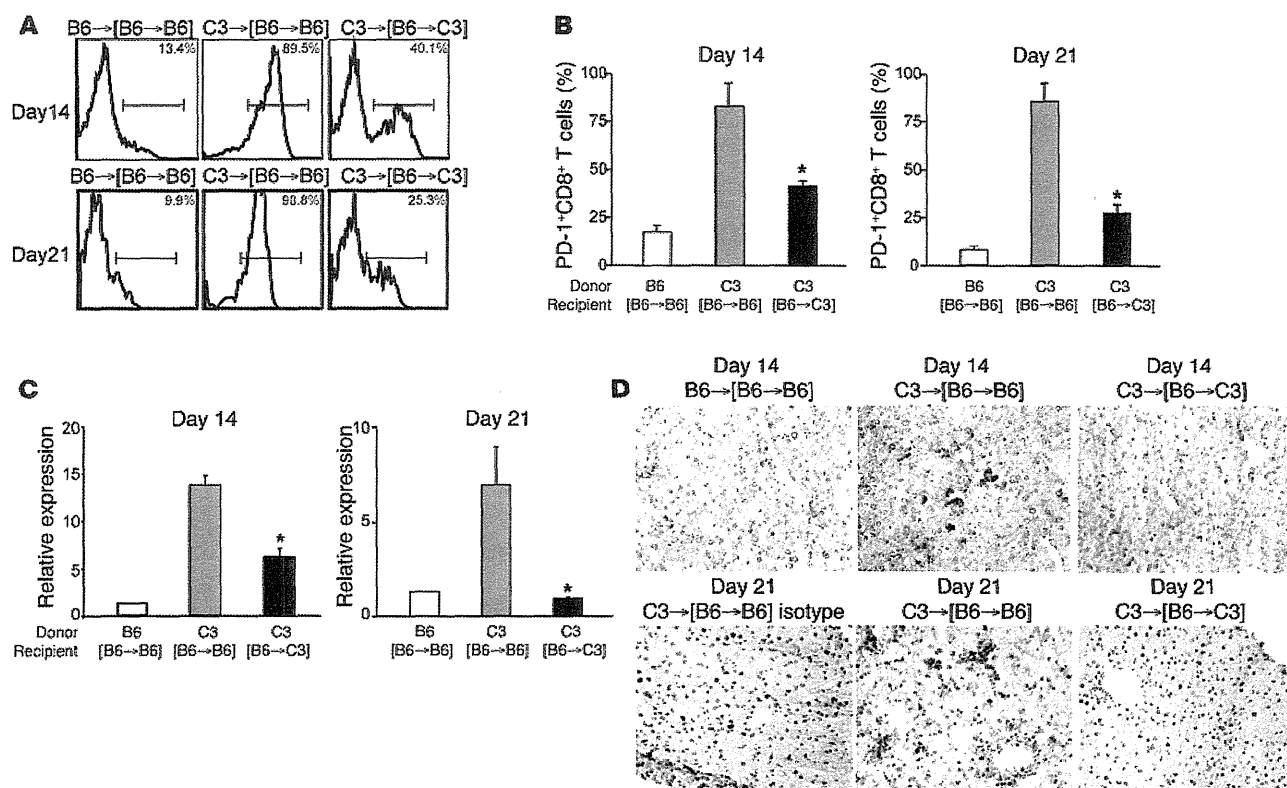 A
B6→[B6→B6] C3→[B6→B6] C3→[B6→C3]
13.4% 89.5% 40.1%
Day14
B6→[B6→B6] C3→[B6→B6] C3→[B6→C3]
9.9% 90.8% 25.3%
Day21
B
Day 14
PD-1+CD8+ T cells (%)
100
75
50
25
0
*
Donor B6 C3 C3
Recipient [B6→B6] [B6→B6] [B6→C3]
Day 21
PD-1+CD8+ T cells (%)
100
75
50
25
0
*
B6 C3 C3
[B6→B6] [B6→B6] [B6→C3]
C
Day 14
Relative expression
20
15
10
5
0
*
Donor B6 C3 C3
Recipient [B6→B6] [B6→B6] [B6→C3]
Day 21
Relative expression
10
5
0
*
B6 C3 C3
[B6→B6] [B6→B6] [B6→C3]
D
Day 14 Day 14 Day 14
B6→[B6→B6] C3→[B6→B6] C3→[B6→C3]
Day 21 Day 21 Day 21
C3→[B6→B6] isotype C3→[B6→B6] C3→[B6→C3]